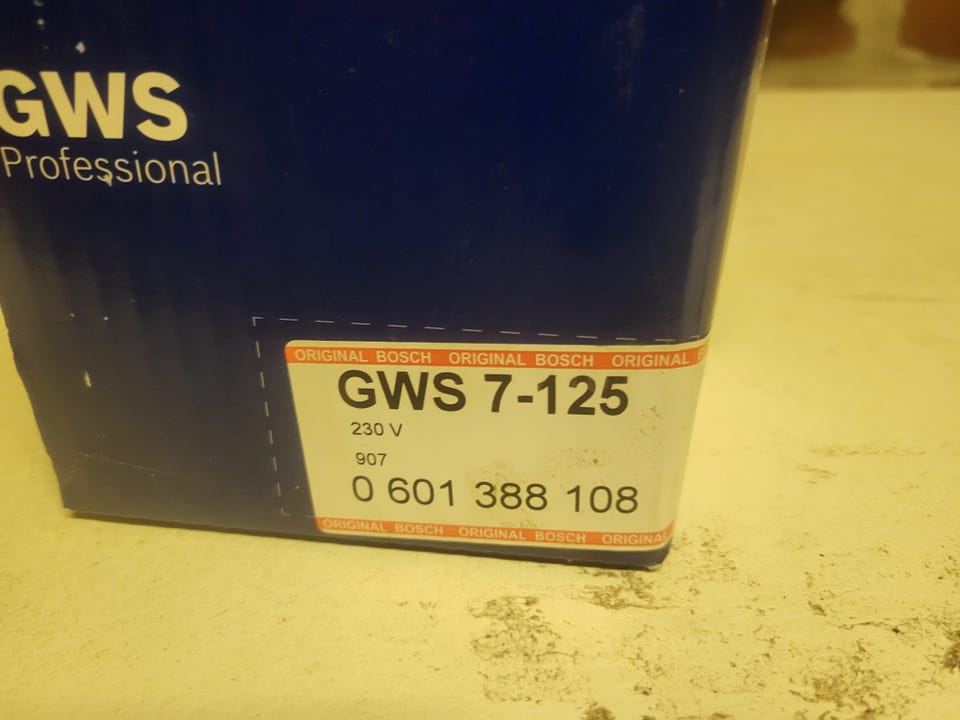 GWS
Professional
ORIGINAL BOSCH ORIGINAL BOSCH ORIGINAL
GWS 7-125
230 V
907
0 601 388 108
ORIGINAL BOSCH ORIGINAL BOSCH ORIGINAL